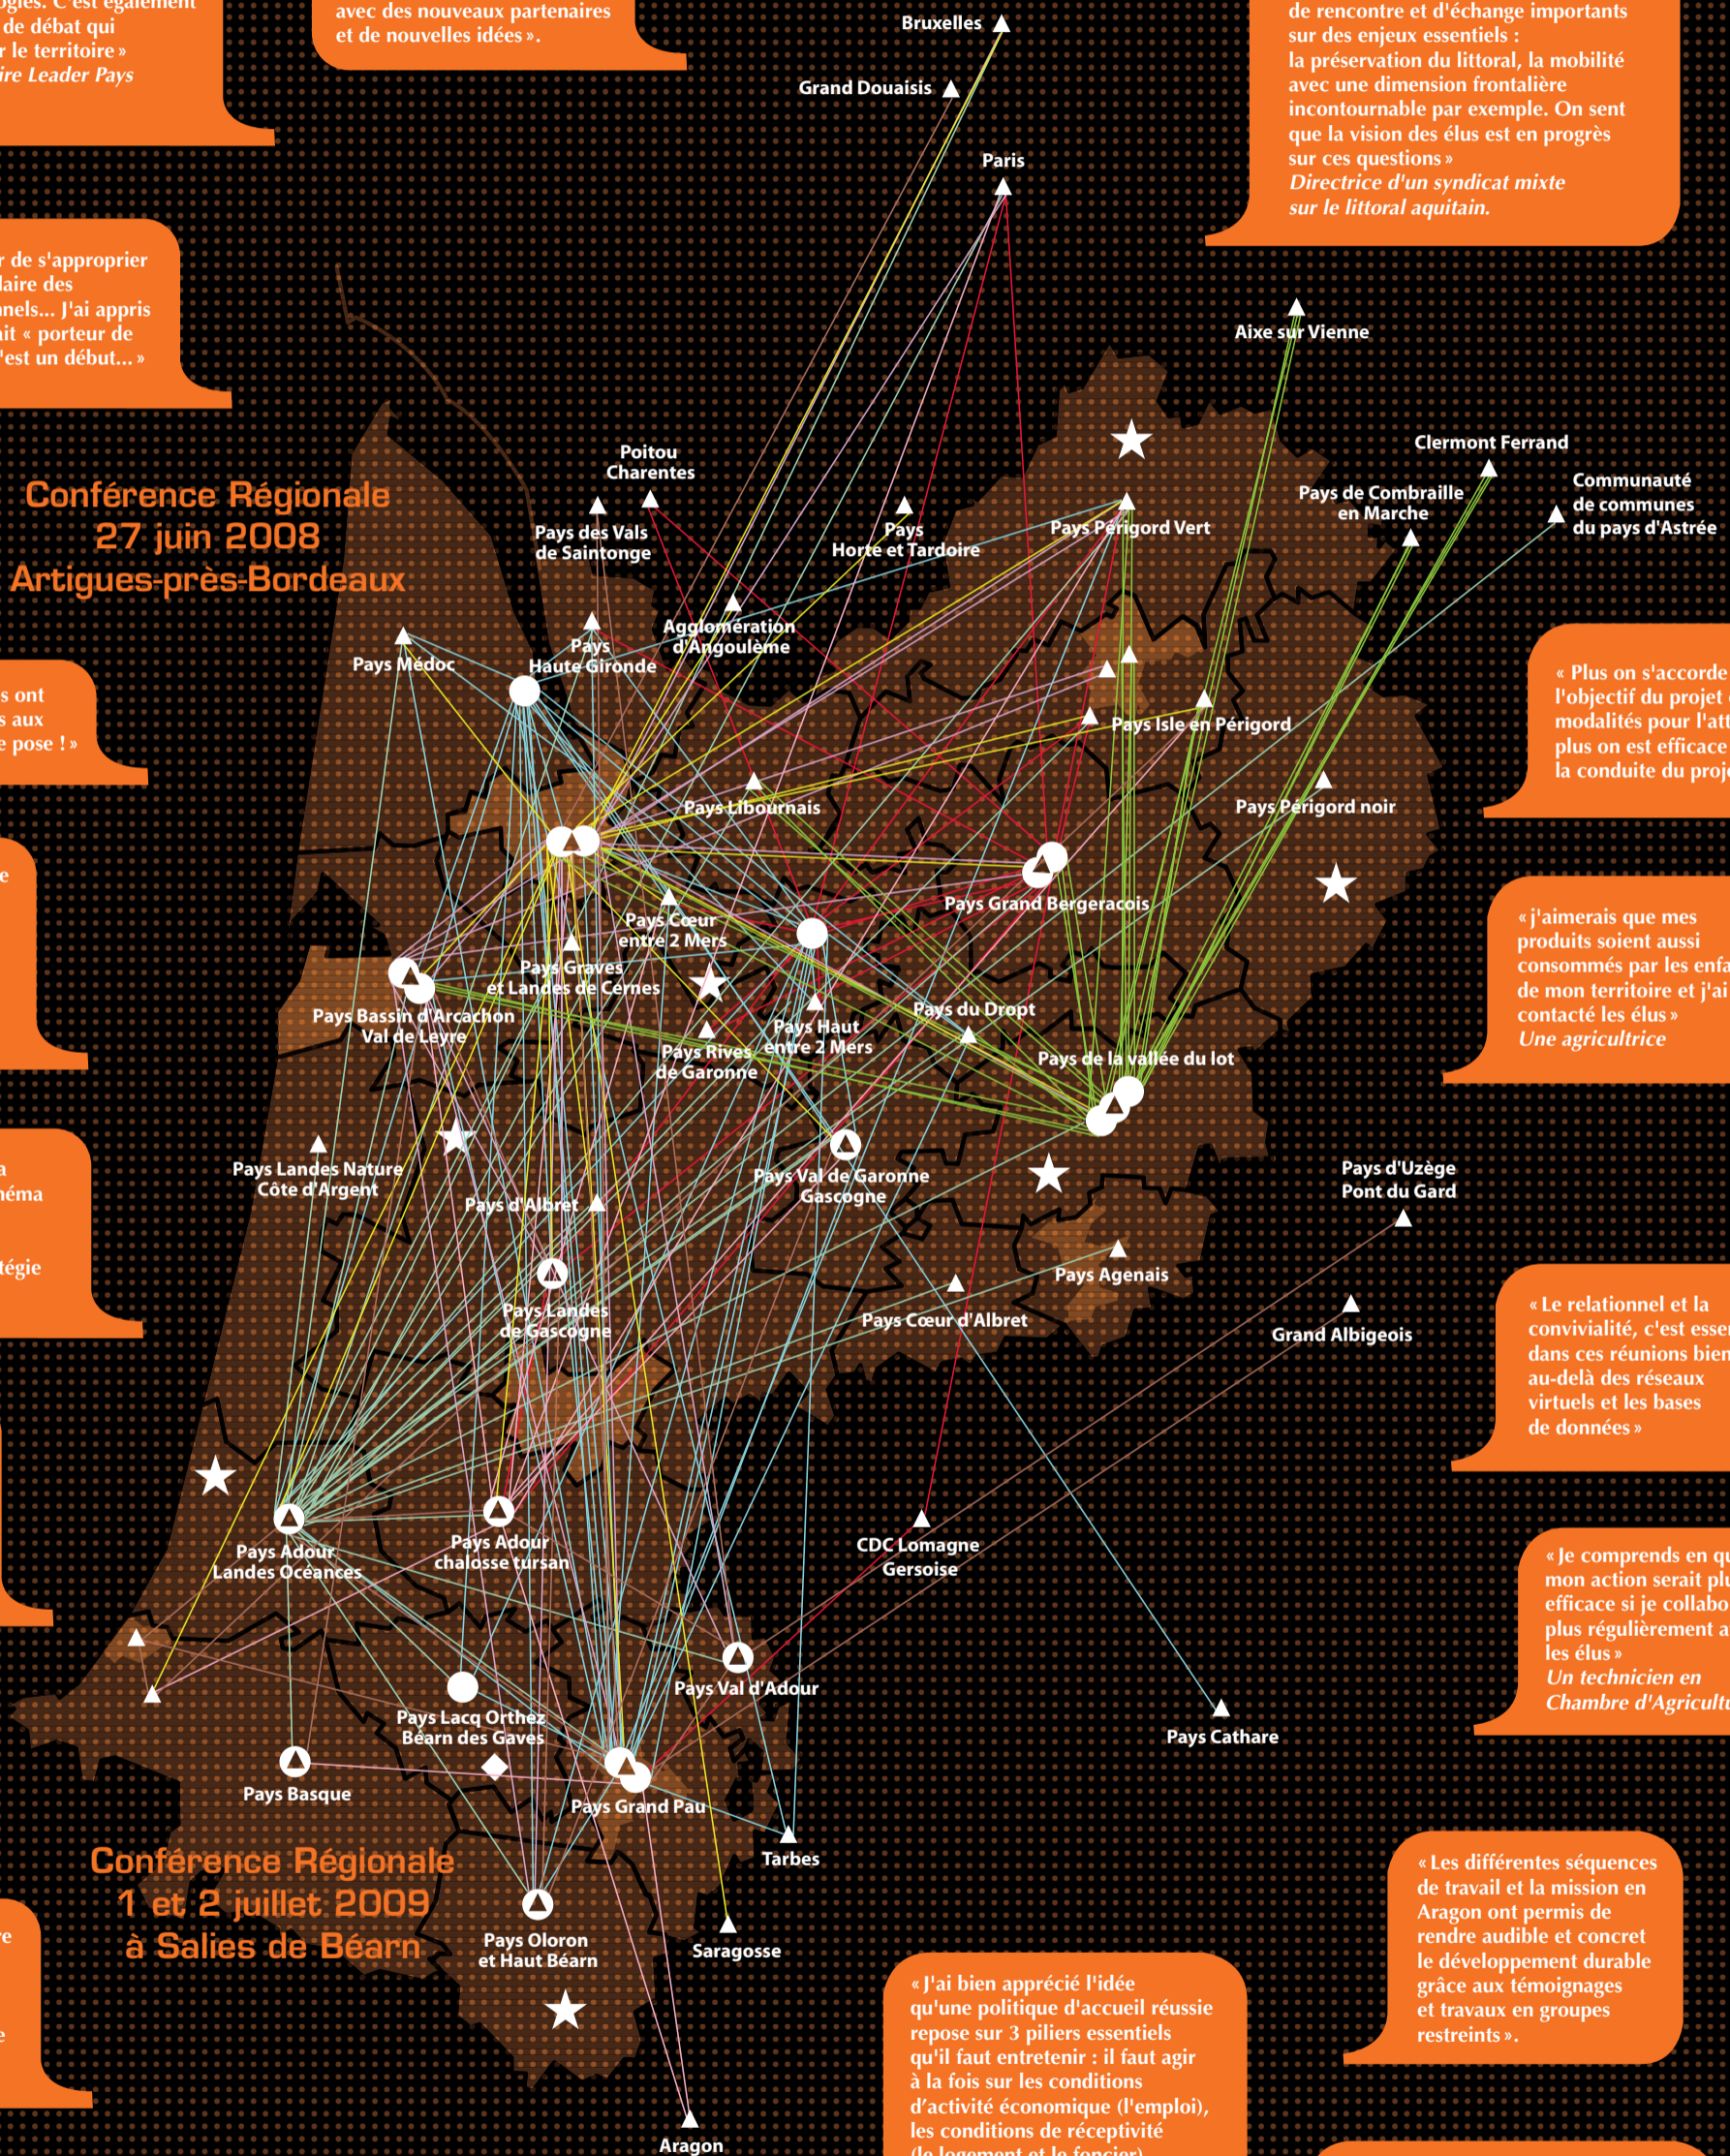 ogies. C'est également
de débat qui
r le territoire »
ire Leader Pays
avec des nouveaux partenaires
et de nouvelles idées ».
de rencontre et d'échange importants
sur des enjeux essentiels :
la préservation du littoral, la mobilité
avec une dimension frontalière
incontournable par exemple. On sent
que la vision des élus est en progrès
sur ces questions »
Directrice d'un syndicat mixte
sur le littoral aquitain.
r de s'approprier
laire des
nnels... J'ai appris
ait « porteur de
'est un début... »
Bruxelles
Grand Douaisis
Paris
Aixe sur Vienne
Conférence Régionale
27 juin 2008
Artigues-près-Bordeaux
Poitou
Charentes
Pays des Vals
de Saintonge
Pays
Horte et Tardoire
Pays Périgord Vert
Clermont Ferrand
Pays de Combraille
en Marche
Communauté
de communes
du pays d'Astrée
Pays Médoc
Pays
Haute Gironde
Agglomération
d'Angoulème
Pays Isle en Périgord
Pays Libournais
Pays Périgord noir
s ont
s aux
e pose ! »
« Plus on s'accorde
l'objectif du projet
modalités pour l'att
plus on est efficace
la conduite du proj
e
Pays Grand Bergeracois
Pays Cœur
entre 2 Mers
Pays Graves
et Landes de Cernes
« j'aimerais que mes
produits soient aussi
consommés par les enfa
de mon territoire et j'ai
contacté les élus »
Une agricultrice
Pays Bassin d'Arcachon
Val de Leyre
Pays Rives
de Garonne
Pays Haut
entre 2 Mers
Pays du Dropt
Pays de la vallée du lot
Pays Landes Nature
Côte d'Argent
Pays d'Albret
Pays Val de Garonne
Gascogne
Pays d'Uzège
Pont du Gard
a
néma
tégie
Pays Landes
de Gascogne
Pays Agenais
Pays Cœur d'Albret
Grand Albigeois
« Le relationnel et la
convivialité, c'est esse
dans ces réunions bien
au-delà des réseaux
virtuels et les bases
de données »
Pays Adour
Landes Océances
Pays Adour
chalosse tursan
CDC Lomagne
Gersoise
« Je comprends en qu
mon action serait plu
efficace si je collabo
plus régulièrement a
les élus »
Un technicien en
Chambre d'Agricultu
Pays Val d'Adour
Pays Lacq Orthez
Béarn des Gaves
Pays Cathare
Pays Basque
Pays Grand Pau
Tarbes
Conférence Régionale
1 et 2 juillet 2009
à Salies de Béarn
Pays Oloron
et Haut Béarn
Saragosse
Aragon
re
e
« Les différentes séquences
de travail et la mission en
Aragon ont permis de
rendre audible et concret
le développement durable
grâce aux témoignages
et travaux en groupes
restreints ».
« J'ai bien apprécié l'idée
qu'une politique d'accueil réussie
repose sur 3 piliers essentiels
qu'il faut entretenir : il faut agir
à la fois sur les conditions
d'activité économique (l'emploi),
les conditions de réceptivité
(le logement et le foncier)